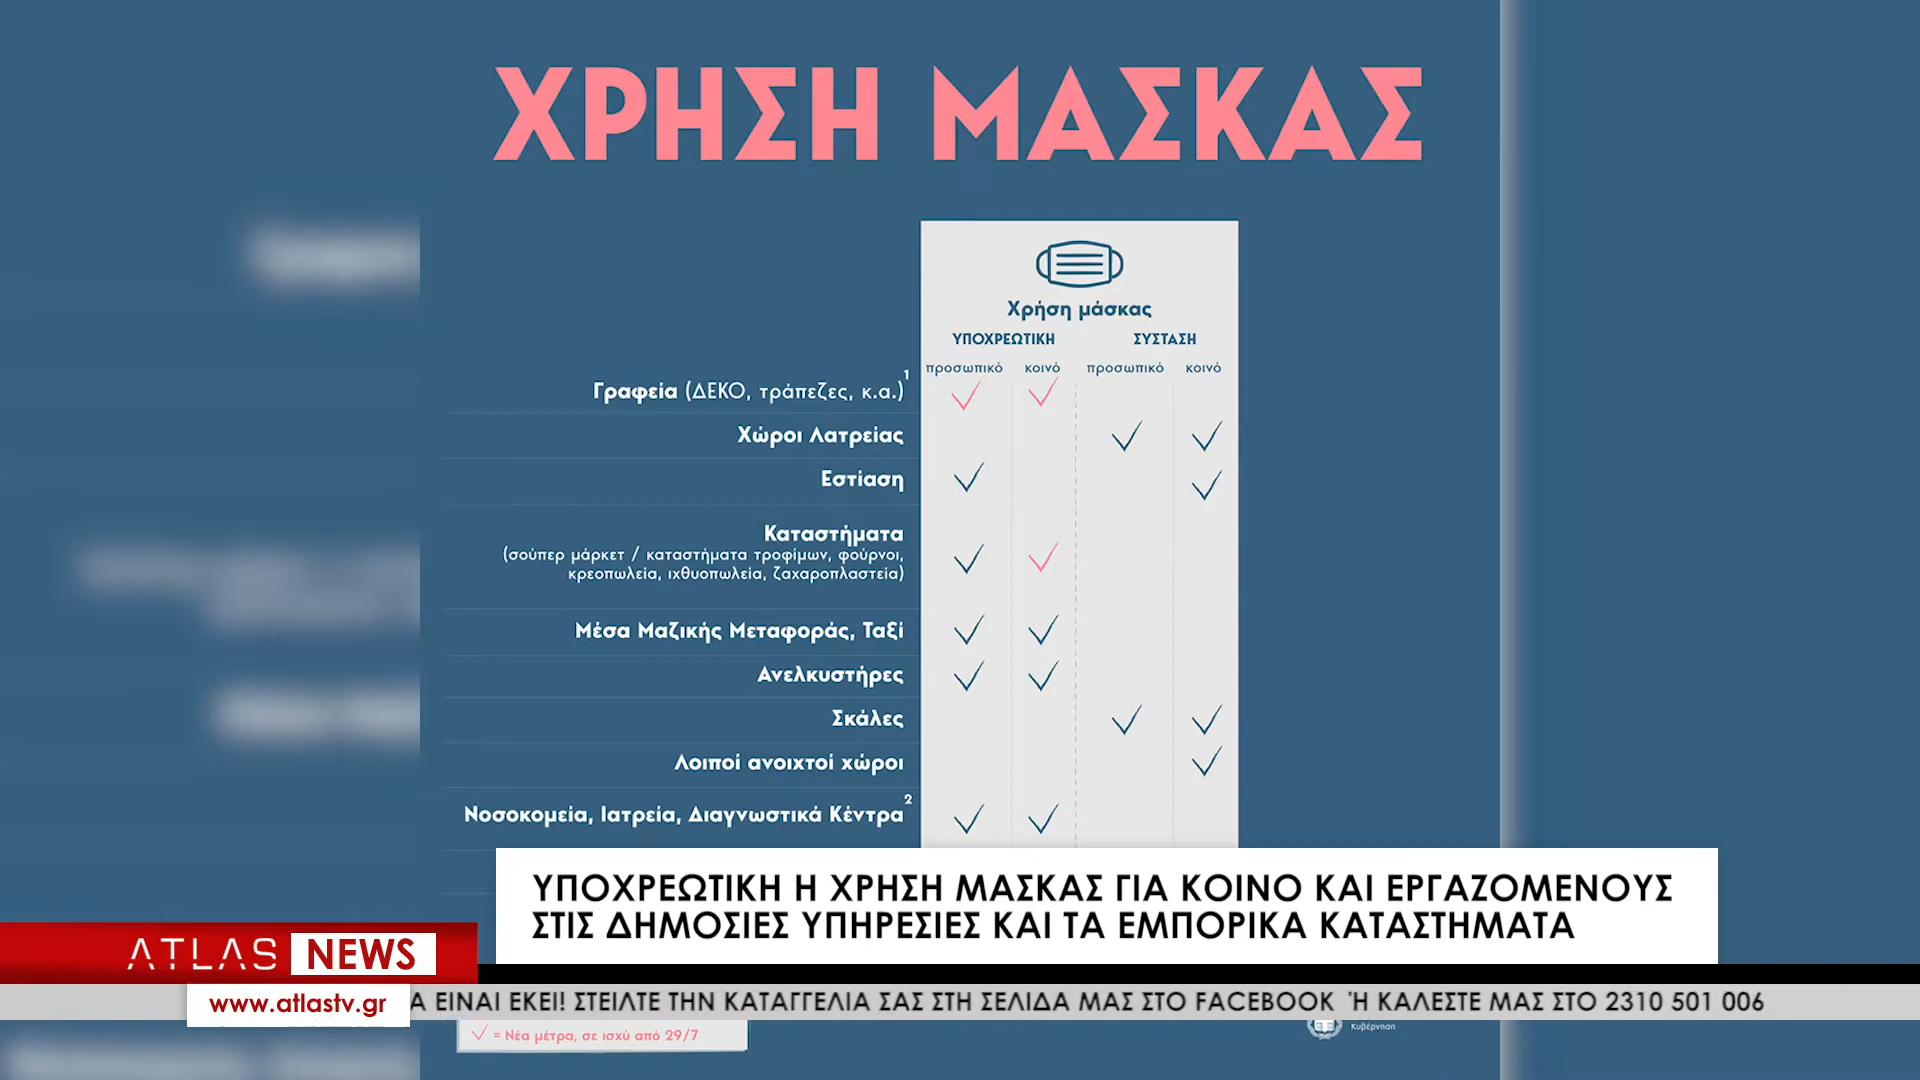 ΧΡΗΣΗ ΜΑΣΚΑΣ
Χρήση μάσκας
ΥΠΟΧΡΕΩΤΙΚΗ ΣΥΣΤΑΣΗ
προσωπικό κοινό προσωπικό κοινό
Γραφεία (ΔΕΚΟ, τράπεζες, κ.α.)1
Χώροι Λατρείας
Εστίαση
Καταστήματα
(σούπερ μάρκετ / καταστήματα τροφίμων, φούρνοι,
κρεοπωλεία, ιχθυοπωλεία, ζαχαροπλαστεία)
Μέσα Μαζικής Μεταφοράς, Ταξί
Ανελκυστήρες
Σκάλες
Λοιποί ανοιχτοί χώροι
Νοσοκομεία, Ιατρεία, Διαγνωστικά Κέντρα2
ΥΠΟΧΡΕΩΤΙΚΗ Η ΧΡΗΣΗ ΜΑΣΚΑΣ ΓΙΑ ΚΟΙΝΟ ΚΑΙ ΕΡΓΑΖΟΜΕΝΟΥΣ
ΣΤΙΣ ΔΗΜΟΣΙΕΣ ΥΠΗΡΕΣΙΕΣ ΚΑΙ ΤΑ ΕΜΠΟΡΙΚΑ ΚΑΤΑΣΤΗΜΑΤΑ
ATLAS NEWS
www.atlastv.gr
Α ΕΙΝΑΙ ΕΚΕΙ! ΣΤΕΙΛΤΕ ΤΗΝ ΚΑΤΑΓΓΕΛΙΑ ΣΑΣ ΣΤΗ ΣΕΛΙΔΑ ΜΑΣ ΣΤΟ FACEBOOK Ή ΚΑΛΕΣΤΕ ΜΑΣ ΣΤΟ 2310 501 006
= Νέα μέτρα, σε ισχύ από 29/7
Κυβέρνηση